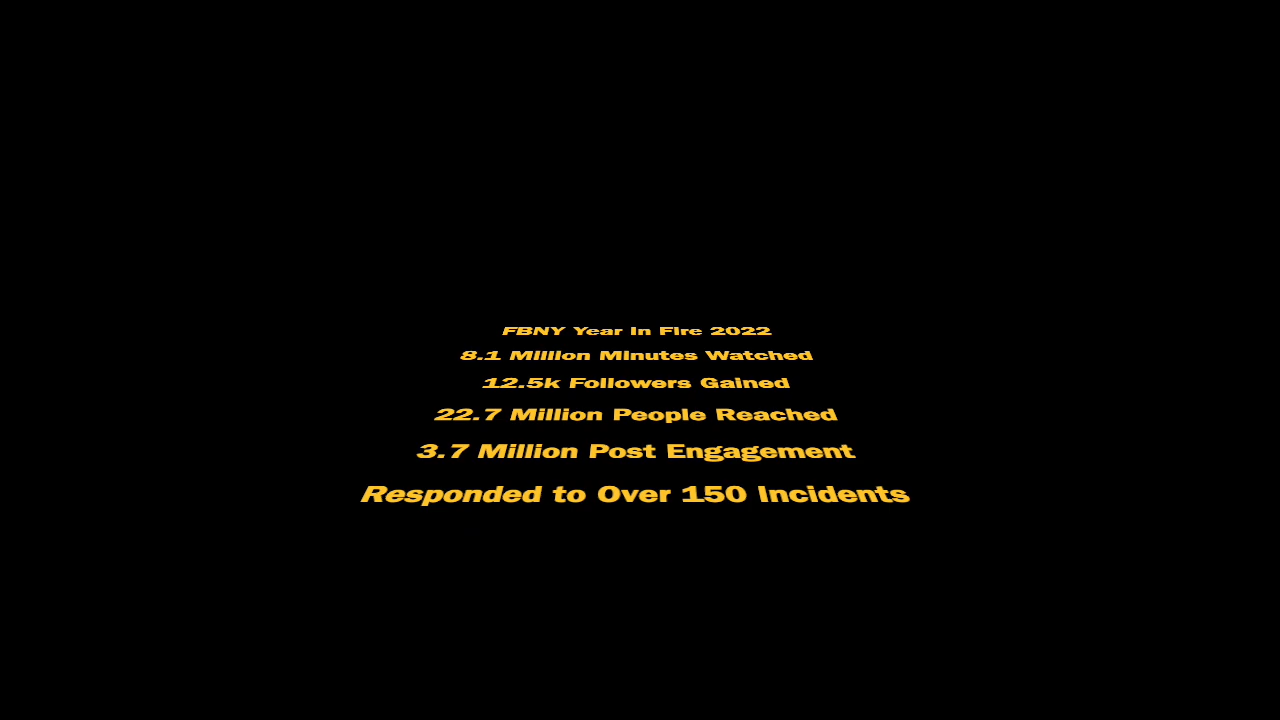 FBNY Year In Fire 2022
8.1 Million Minutes Watched
12.5k Followers Gained
22.7 Million People Reached
3.7 Million Post Engagement
Responded to Over 150 Incidents